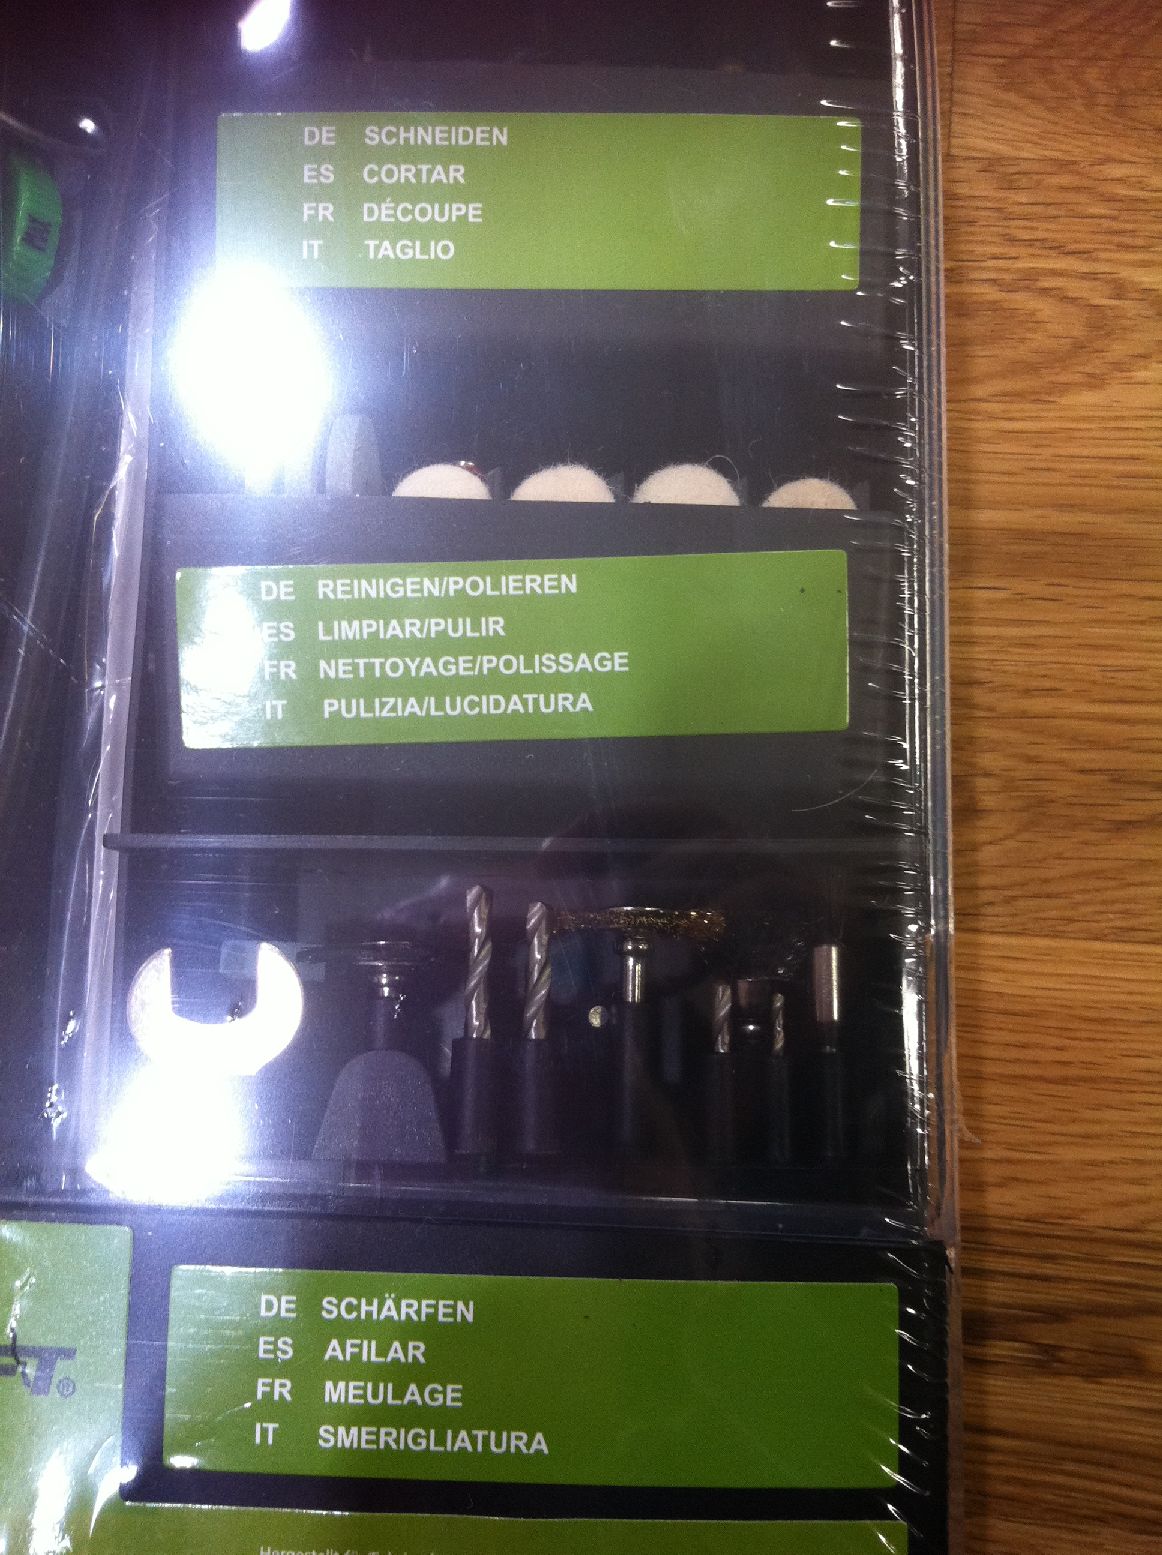 DE SCHNEIDEN
ES CORTAR
FR DÉCOUPE
IT TAGLIO
DE REINIGEN/POLIEREN
ES LIMPIAR/PULIR
FR NETTOYAGE/POLISSAGE
IT PULIZIA/LUCIDATURA
DE SCHÄRFEN
ES AFILAR
FR MEULAGE
IT SMERIGLIATURA